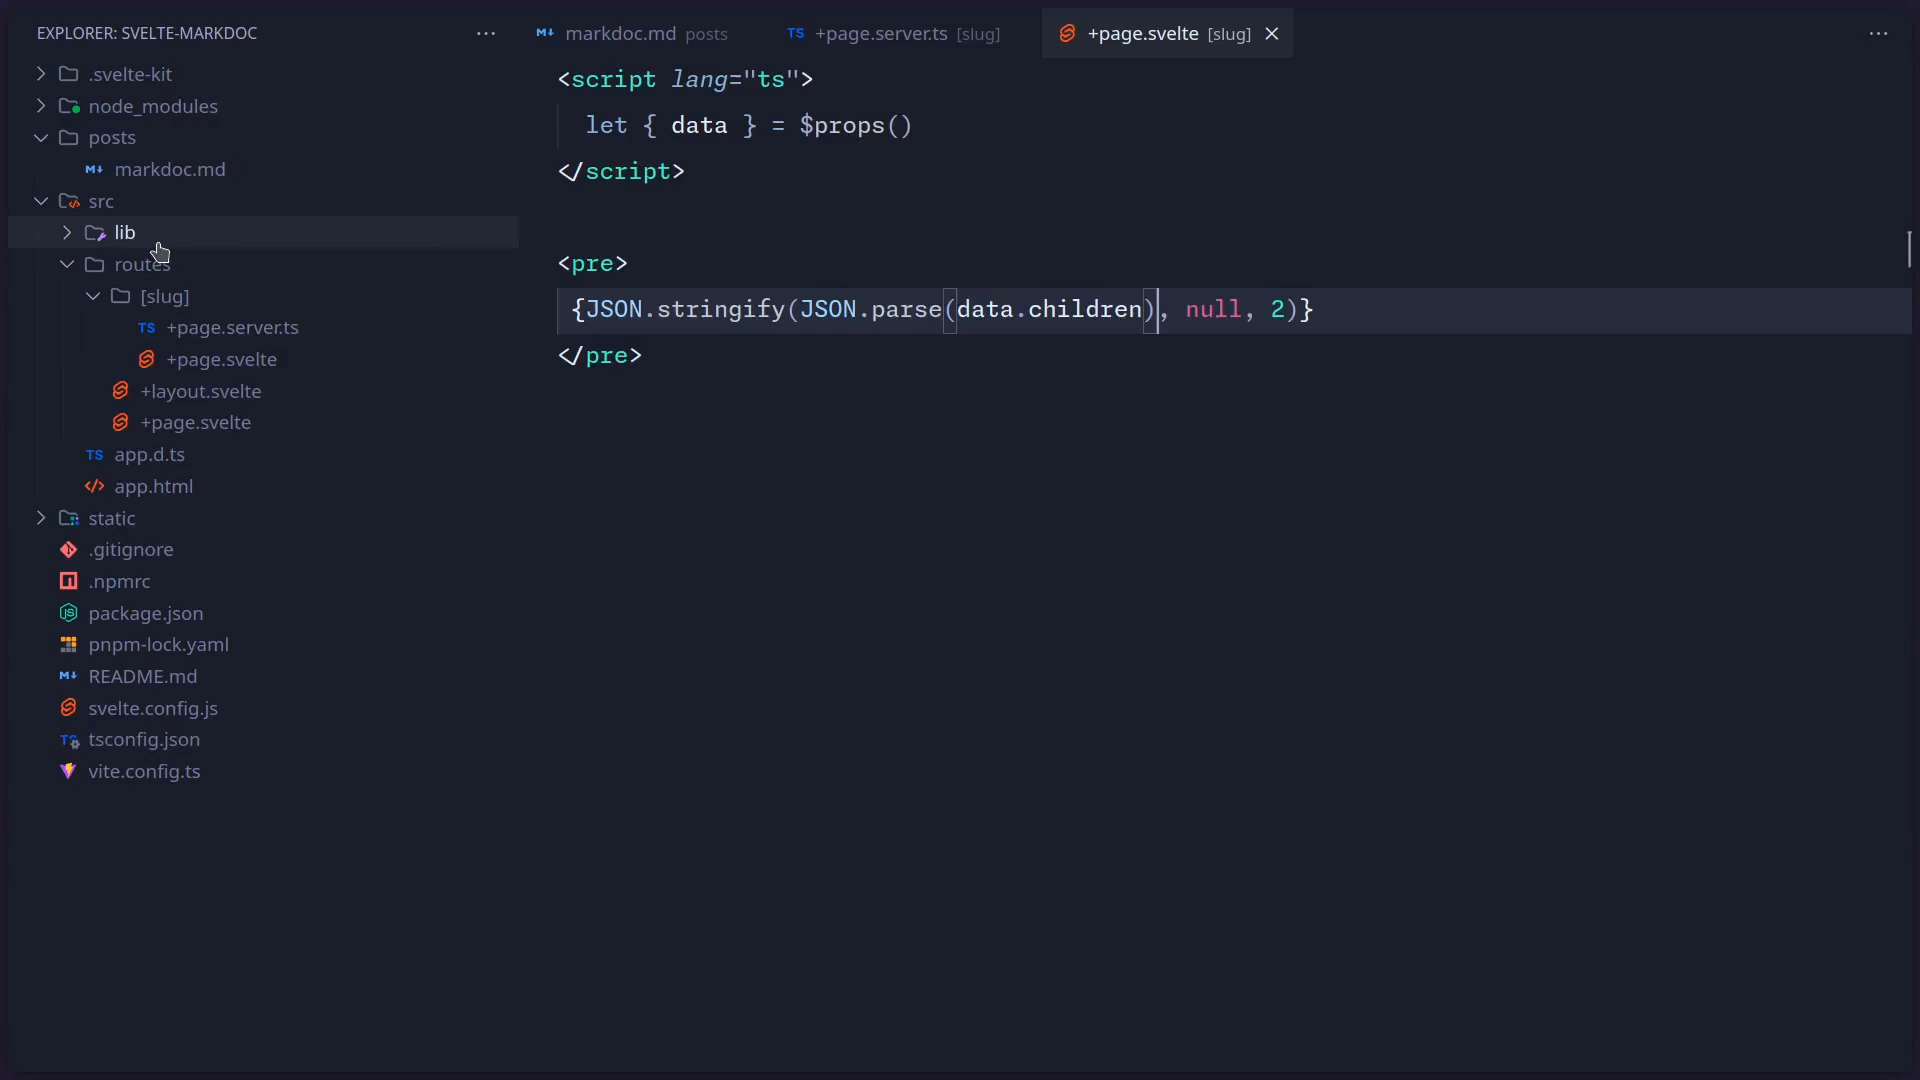 EXPLORER: SVELTE-MARKDOC
.svelte-kit
node_modules
posts
markdoc.md
src
lib
routes
[slug]
TS +page.server.ts
+page.svelte
+layout.svelte
+page.svelte
TS app.d.ts
app.html
static
.gitignore
.npmrc
package.json
pnpm-lock.yaml
README.md
svelte.config.js
tsconfig.json
vite.config.ts
markdoc.md posts
TS +page.server.ts [slug]
+page.svelte [slug]
<script lang="ts">
let { data } = $props()
</script>
<pre>
{JSON.stringify(JSON.parse(data.children), null, 2)}
</pre>